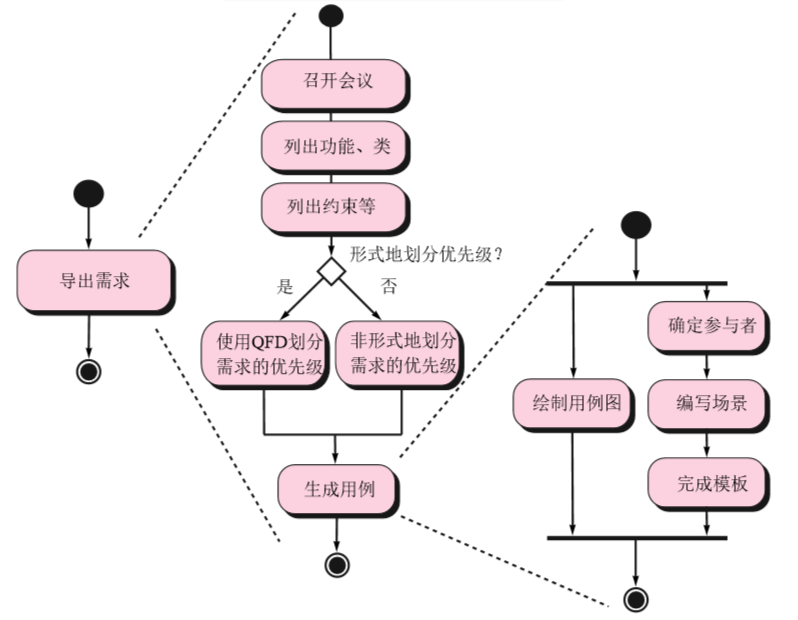 导出需求
召开会议
列出功能、类
列出约束等
形式地划分优先级？
是
否
使用QFD划分
需求的优先级
非形式地划分
需求的优先级
生成用例
绘制用例图
确定参与者
编写场景
完成模板